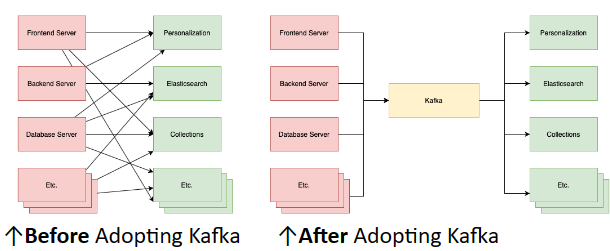 Frontend Server
Personalization
Backend Server
Elasticsearch
Database Server
Collections
Etc.
Etc.
↑Before Adopting Kafka
Frontend Server
Personalization
Backend Server
Kafka
Elasticsearch
Database Server
Collections
Etc.
Etc.
↑After Adopting Kafka